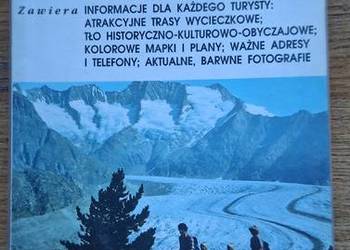 Zawiera INFORMACJE DLA KAŻDEGO TURYSTY:
ATRAKCYJNE TRASY WYCIECZKOWE;
TŁO HISTORYCZNO-KULTUROWO-OBYCZAJOWE;
KOLOROWE MAPKI I PLANY; WAŻNE ADRESY
I TELEFONY; AKTUALNE, BARWNE FOTOGRAFIE